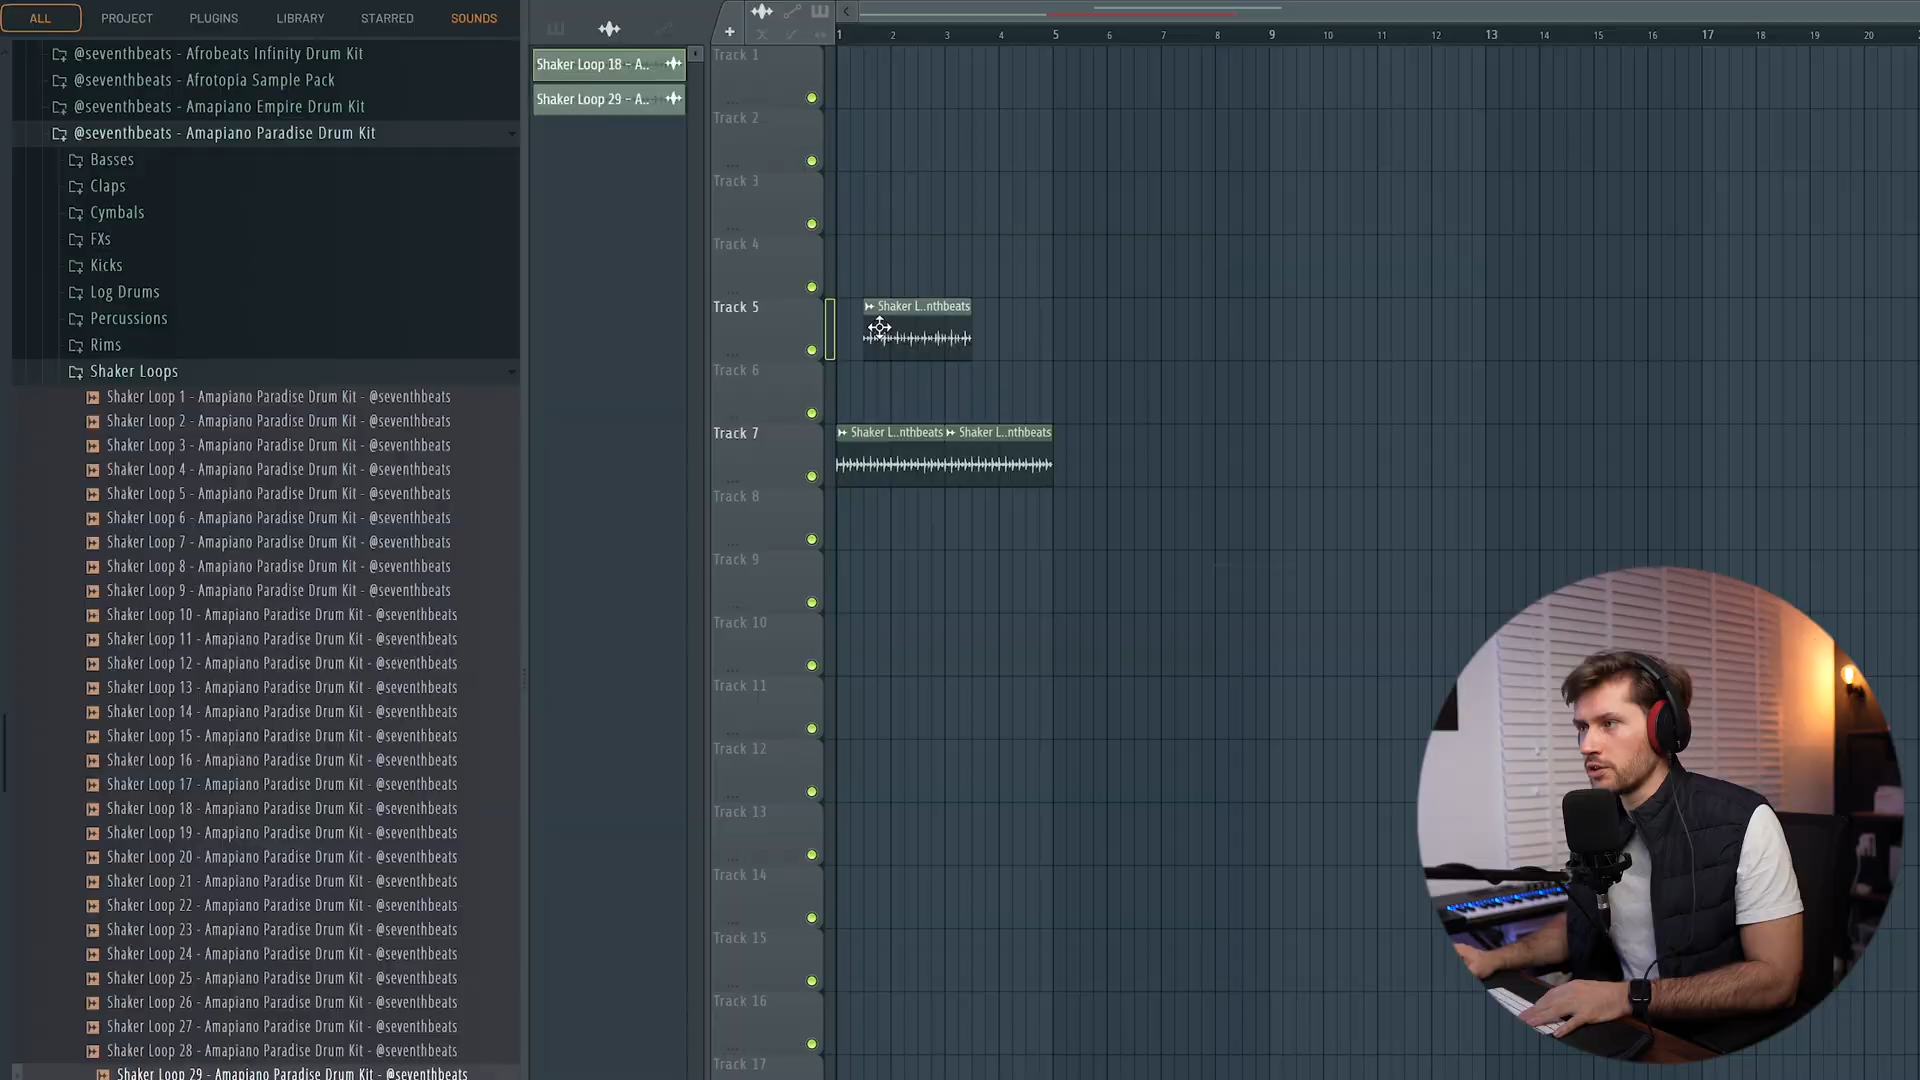 ALL PROJECT PLUGINS LIBRARY STARRED SOUNDS
@seventhbeats - Afrobeats Infinity Drum Kit
@seventhbeats - Afrotopia Sample Pack
@seventhbeats - Amapiano Empire Drum Kit
@seventhbeats - Amapiano Paradise Drum Kit
Basses
Claps
Cymbals
FXs
Kicks
Log Drums
Percussions
Rims
Shaker Loops
Shaker Loop 1 - Amapiano Paradise Drum Kit - @seventhbeats
Shaker Loop 2 - Amapiano Paradise Drum Kit - @seventhbeats
Shaker Loop 3 - Amapiano Paradise Drum Kit - @seventhbeats
Shaker Loop 4 - Amapiano Paradise Drum Kit - @seventhbeats
Shaker Loop 5 - Amapiano Paradise Drum Kit - @seventhbeats
Shaker Loop 6 - Amapiano Paradise Drum Kit - @seventhbeats
Shaker Loop 7 - Amapiano Paradise Drum Kit - @seventhbeats
Shaker Loop 8 - Amapiano Paradise Drum Kit - @seventhbeats
Shaker Loop 9 - Amapiano Paradise Drum Kit - @seventhbeats
Shaker Loop 10 - Amapiano Paradise Drum Kit - @seventhbeats
Shaker Loop 11 - Amapiano Paradise Drum Kit - @seventhbeats
Shaker Loop 12 - Amapiano Paradise Drum Kit - @seventhbeats
Shaker Loop 13 - Amapiano Paradise Drum Kit - @seventhbeats
Shaker Loop 14 - Amapiano Paradise Drum Kit - @seventhbeats
Shaker Loop 15 - Amapiano Paradise Drum Kit - @seventhbeats
Shaker Loop 16 - Amapiano Paradise Drum Kit - @seventhbeats
Shaker Loop 17 - Amapiano Paradise Drum Kit - @seventhbeats
Shaker Loop 18 - Amapiano Paradise Drum Kit - @seventhbeats
Shaker Loop 19 - Amapiano Paradise Drum Kit - @seventhbeats
Shaker Loop 20 - Amapiano Paradise Drum Kit - @seventhbeats
Shaker Loop 21 - Amapiano Paradise Drum Kit - @seventhbeats
Shaker Loop 22 - Amapiano Paradise Drum Kit - @seventhbeats
Shaker Loop 23 - Amapiano Paradise Drum Kit - @seventhbeats
Shaker Loop 24 - Amapiano Paradise Drum Kit - @seventhbeats
Shaker Loop 25 - Amapiano Paradise Drum Kit - @seventhbeats
Shaker Loop 26 - Amapiano Paradise Drum Kit - @seventhbeats
Shaker Loop 27 - Amapiano Paradise Drum Kit - @seventhbeats
Shaker Loop 28 - Amapiano Paradise Drum Kit - @seventhbeats
Shaker Loop 29 - Amapiano Paradise Drum Kit - @seventhbeats
Shaker Loop 18 - A..
Shaker Loop 29 - A..
1 2 3 4 5 6 7 8 9 10 11 12 13 14 15 16 17 18 19 20
Track 1
Track 2
Track 3
Track 4
Track 5
Shaker L..nthbeats
Track 6
Track 7
Shaker L..nthbeats Shaker L..nthbeats
Track 8
Track 9
Track 10
Track 11
Track 12
Track 13
Track 14
Track 15
Track 16
Track 17